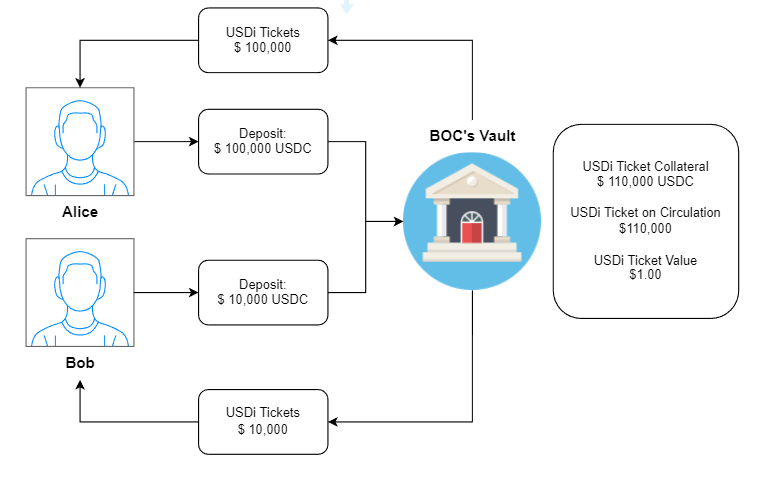 USDi Tickets
$ 100,000
Deposit:
$ 100,000 USDC
Alice
BOC's Vault
USDi Ticket Collateral
$ 110,000 USDC
USDi Ticket on Circulation
$110,000
USDi Ticket Value
$1.00
Deposit:
$ 10,000 USDC
Bob
USDi Tickets
$ 10,000